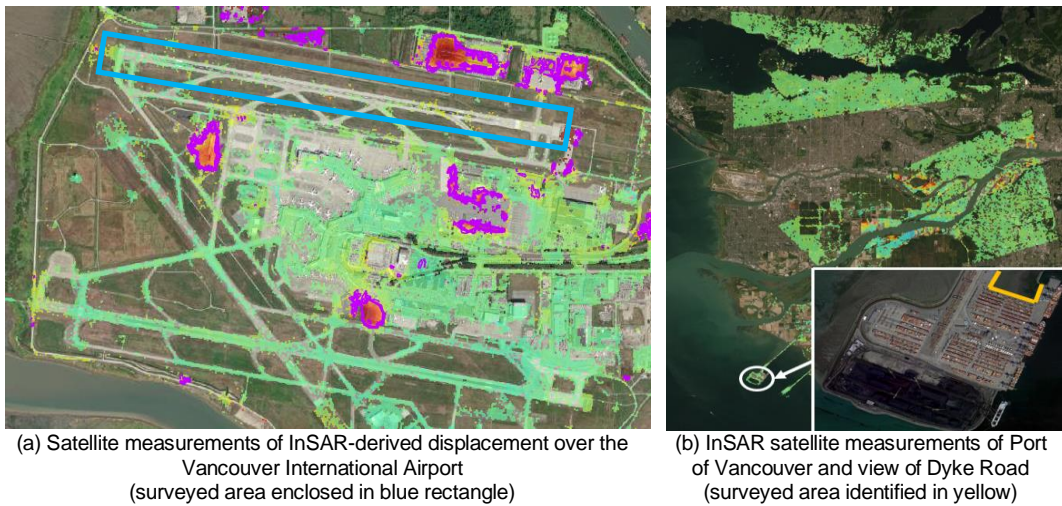 (a) Satellite measurements of InSAR-derived displacement over the
Vancouver International Airport
(surveyed area enclosed in blue rectangle)
(b) InSAR satellite measurements of Port
of Vancouver and view of Dyke Road
(surveyed area identified in yellow)